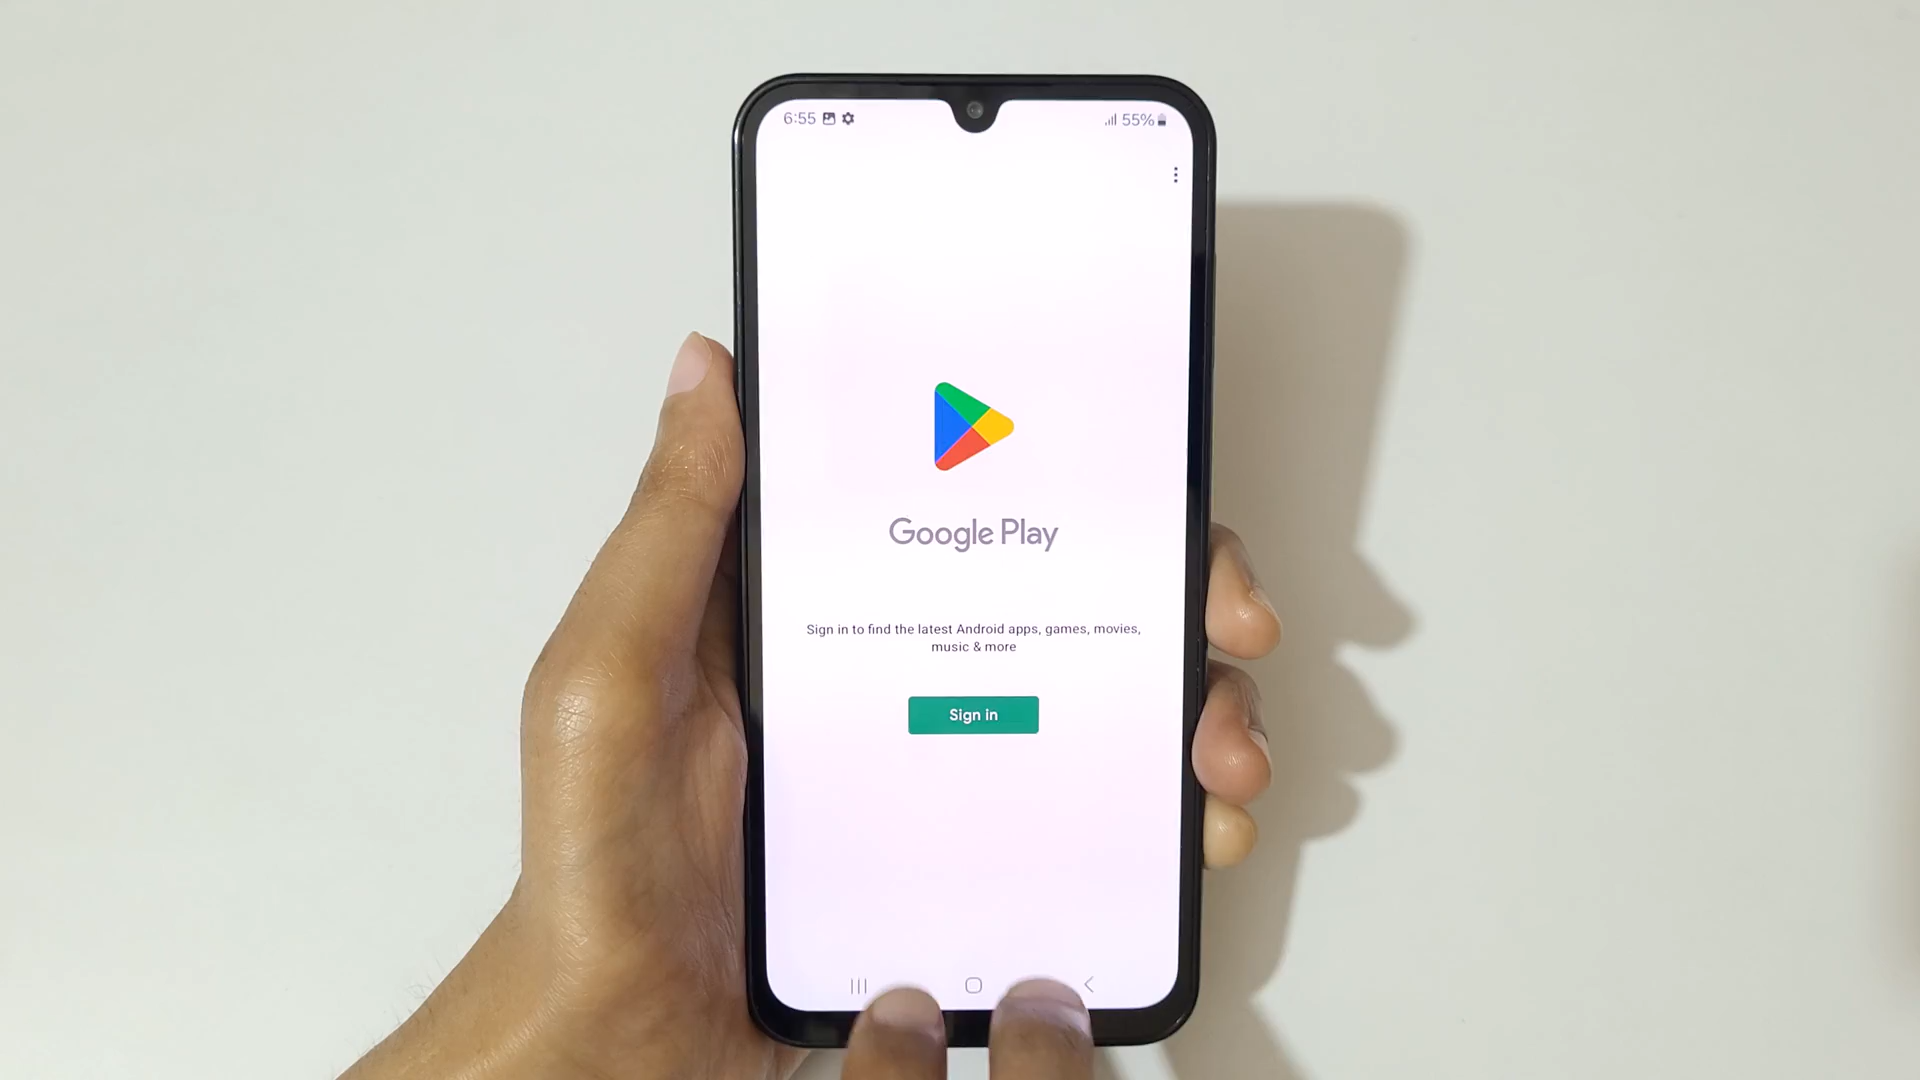 6:55 55%
Google Play
Sign in to find the latest Android apps, games, movies,
music & more
Sign in